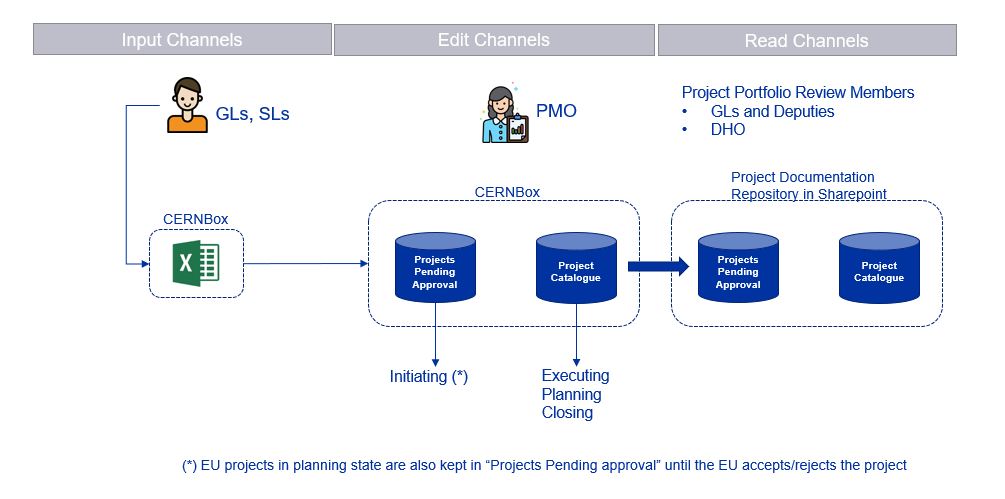 Input Channels
Edit Channels
Read Channels
GLs, SLs
PMO
Project Portfolio Review Members
• GLs and Deputies
• DHO
Project Documentation
Repository in Sharepoint
CERNBox
CERNBox
X
Projects
Pending
Approval
Project
Catalogue
Projects
Pending
Approval
Project
Catalogue
Initiating (*)
Executing
Planning
Closing
(*) EU projects in planning state are also kept in “Projects Pending approval” until the EU accepts/rejects the project